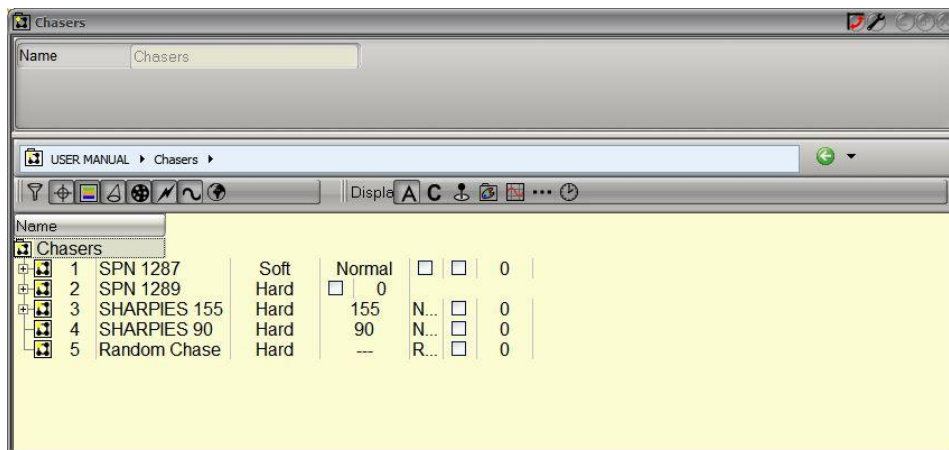 Chasers
Name Chasers
USER MANUAL Chasers
Displa A C
Name
Chasers
1 SPN 1287 Soft Normal 0
2 SPN 1289 Hard 0
3 SHARPIES 155 Hard 155 N... 0
4 SHARPIES 90 Hard 90 N... 0
5 Random Chase Hard --- R... 0